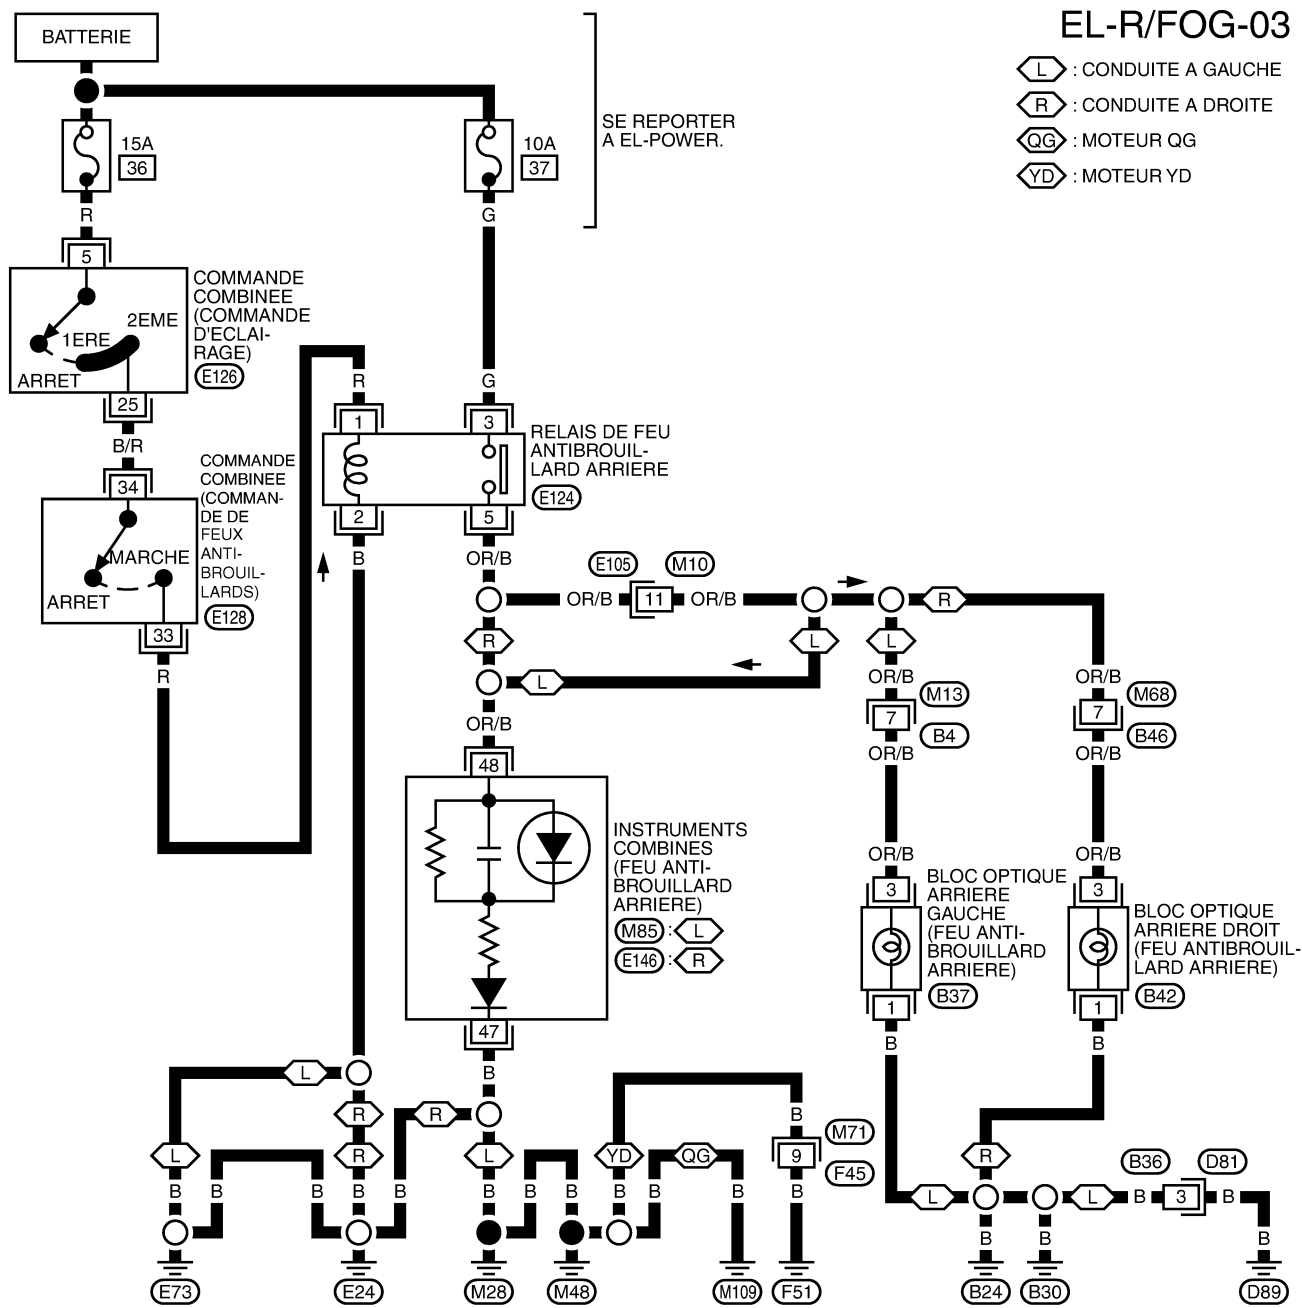 EL-R/FOG-03
BATTERIE
L : CONDUITE A GAUCHE
R : CONDUITE A DROITE
QG : MOTEUR QG
YD : MOTEUR YD
SE REPORTER
A EL-POWER.
15A
36
10A
37
R
G
5
COMMANDE
COMBINEE
(COMMANDE
D'ECLAI-
RAGE)
E126
2EME
1ERE
ARRET
25
B/R
R
G
1
3
RELAIS DE FEU
ANTIBROUIL-
LARD ARRIERE
E124
2
5
34
COMMANDE
COMBINEE
(COMMAN-
DE DE
FEUX
ANTI-
BROUIL-
LARDS)
E128
MARCHE
ARRET
33
R
B
OR/B
E105
M10
OR/B
11
OR/B
R
R
L
L
L
OR/B
OR/B
OR/B
M13
M68
7
7
B4
B46
OR/B
OR/B
48
INSTRUMENTS
COMBINES
(FEU ANTI-
BROUILLARD
ARRIERE)
M85 : L
E146 : R
47
OR/B
OR/B
3
3
BLOC OPTIQUE
ARRIERE
GAUCHE
(FEU ANTI-
BROUILLARD
ARRIERE)
B37
BLOC OPTIQUE
ARRIERE DROIT
(FEU ANTIBROUIL-
LARD ARRIERE)
B42
1
1
B
B
L
B
R
R
B
M71
9
F45
L
R
L
YD
QG
R
B36
D81
B
B
B
B
B
B
B
B
B
B
B
B
L
L
B
3
B
B
B
B
E73
E24
M28
M48
M109
F51
B24
B30
D89